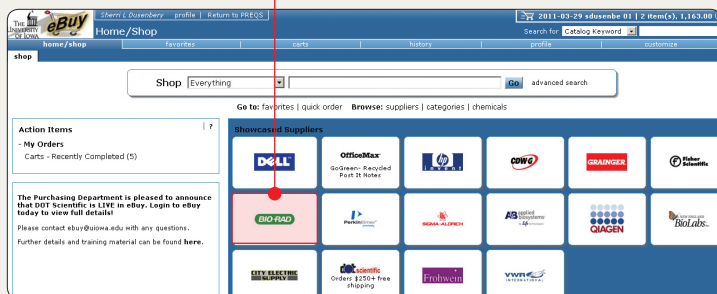 THE UNIVERSITY OF IOWA
eBuy
Sherri L Dusenbery profile | Return to PREQS
2011-03-29 sdusenbe 01 | 2 item(s), 1,163.00 U
Home/Shop
Search for Catalog Keyword
home/shop favorites carts history profile customize
shop
Shop Everything Go advanced search
Go to: favorites | quick order Browse: suppliers | categories | chemicals
Action Items | ?
- My Orders
Carts - Recently Completed (5)
The Purchasing Department is pleased to announce
that DOT Scientific is LIVE in eBuy. Login to eBuy
today to view full details!
Please contact ebuy@uiowa.edu with any questions.
Further details and training material can be found here.
Showcased Suppliers
DELL
OfficeMax
GoGreen- Recycled
Post It Notes
hp
invent
CDWG
GRAINGER
Fisher
Scientific
BIO-RAD
PerkinElmer
SIGMA-ALDRICH
AB applied
biosystems
QIAGEN
NEW ENGLAND
BioLabs
CITY ELECTRIC
SUPPLY
dot scientific
Orders $250+ free
shipping
Frohwein
VWR
INTERNATIONAL